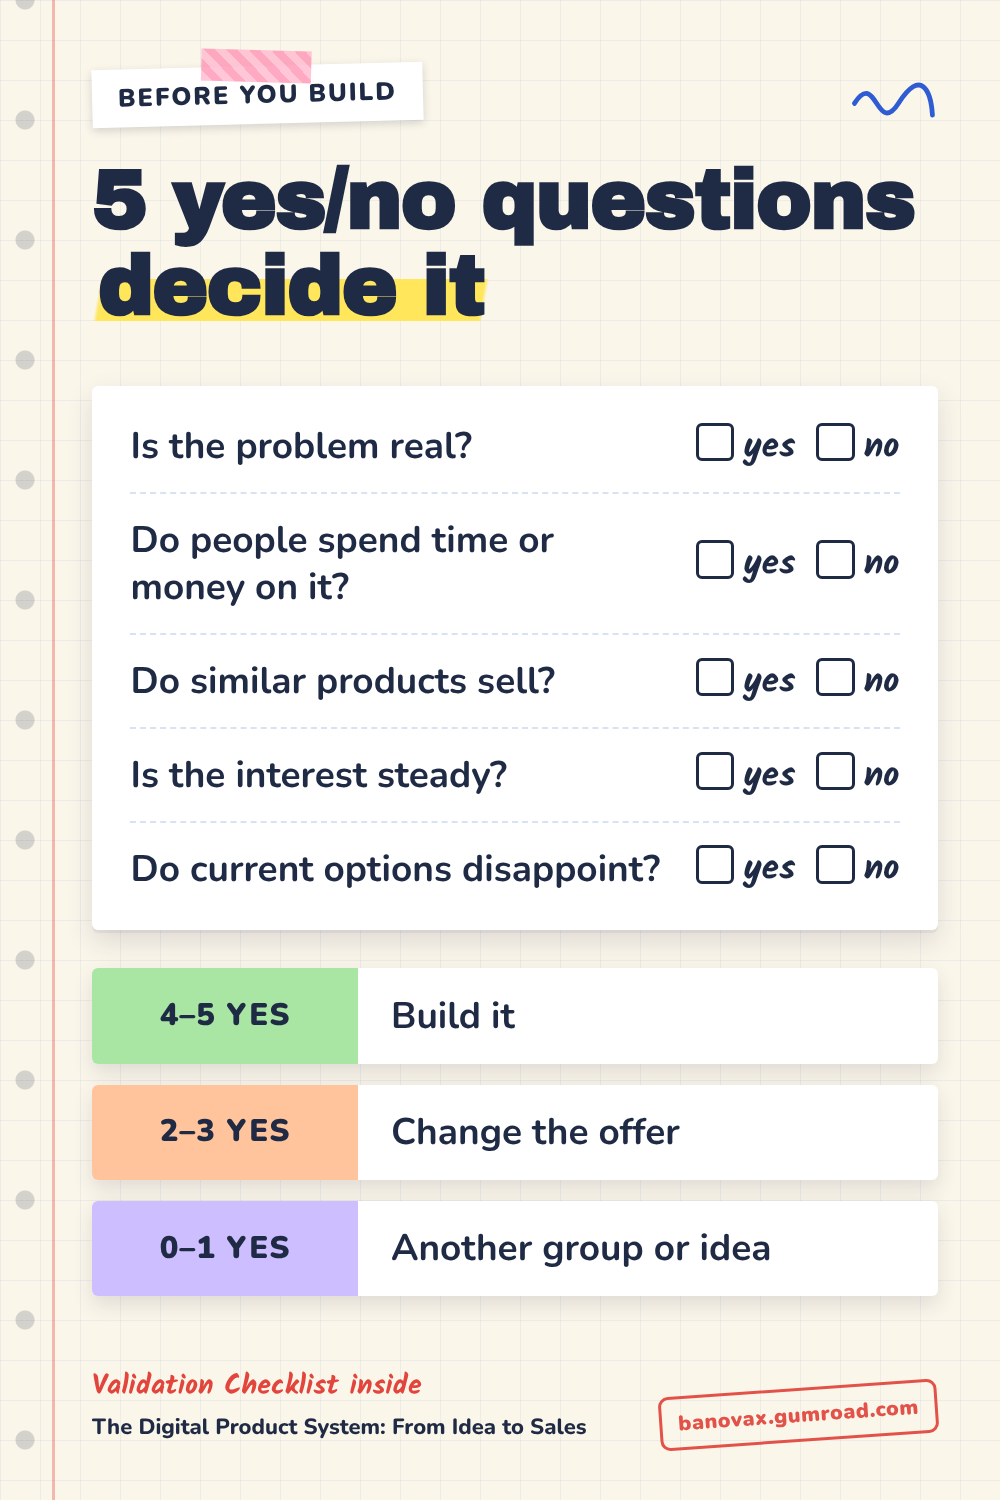 BEFORE YOU BUILD
5 yes/no questions
decide it
Is the problem real? yes no
Do people spend time or
money on it? yes no
Do similar products sell? yes no
Is the interest steady? yes no
Do current options disappoint? yes no
4–5 YES Build it
2–3 YES Change the offer
0–1 YES Another group or idea
Validation Checklist inside
The Digital Product System: From Idea to Sales
banovax.gumroad.com